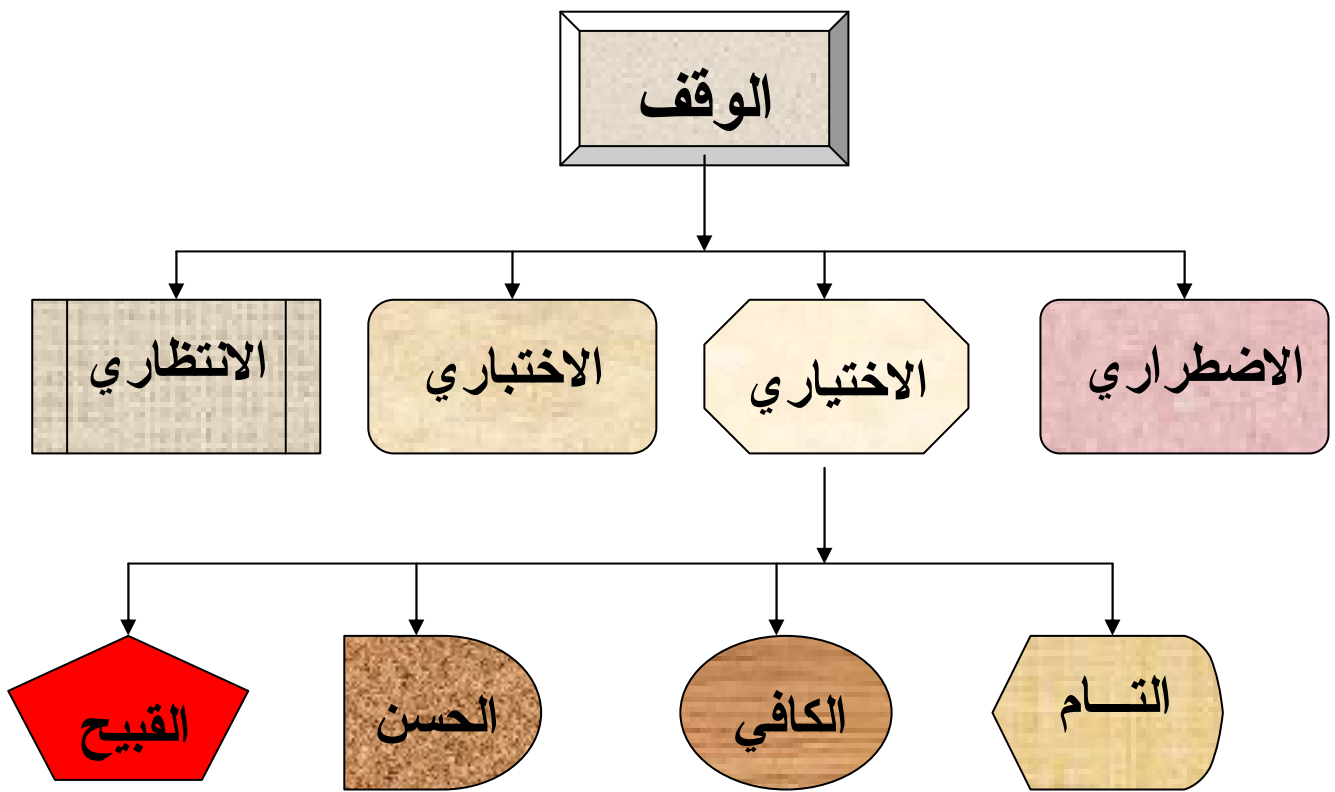 الوقف
الاضطراري
الاختياري
الاختباري
الانتظاري
التـــام
الكافي
الحسن
القبيح